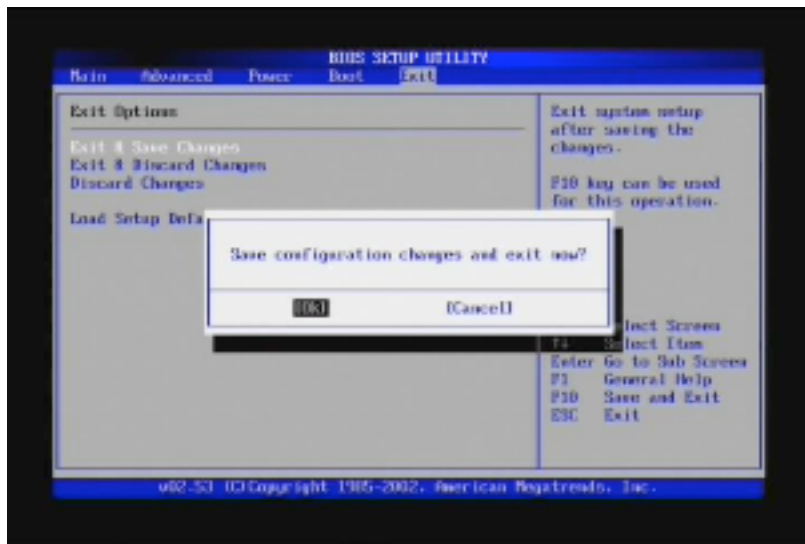 BIOS SETUP UTILITY
Main Advanced Power Boot Exit
Exit Options
Exit & Save Changes
Exit & Discard Changes
Discard Changes
Load Setup Defa
Exit system setup
after saving the
changes.
F10 key can be used
for this operation.
Save configuration changes and exit now?
[Ok] [Cancel]
lect Screen
↑↓ Select Item
Enter Go to Sub Screen
F1 General Help
F10 Save and Exit
ESC Exit
v02.53 (C)Copyright 1985-2002, American Megatrends, Inc.